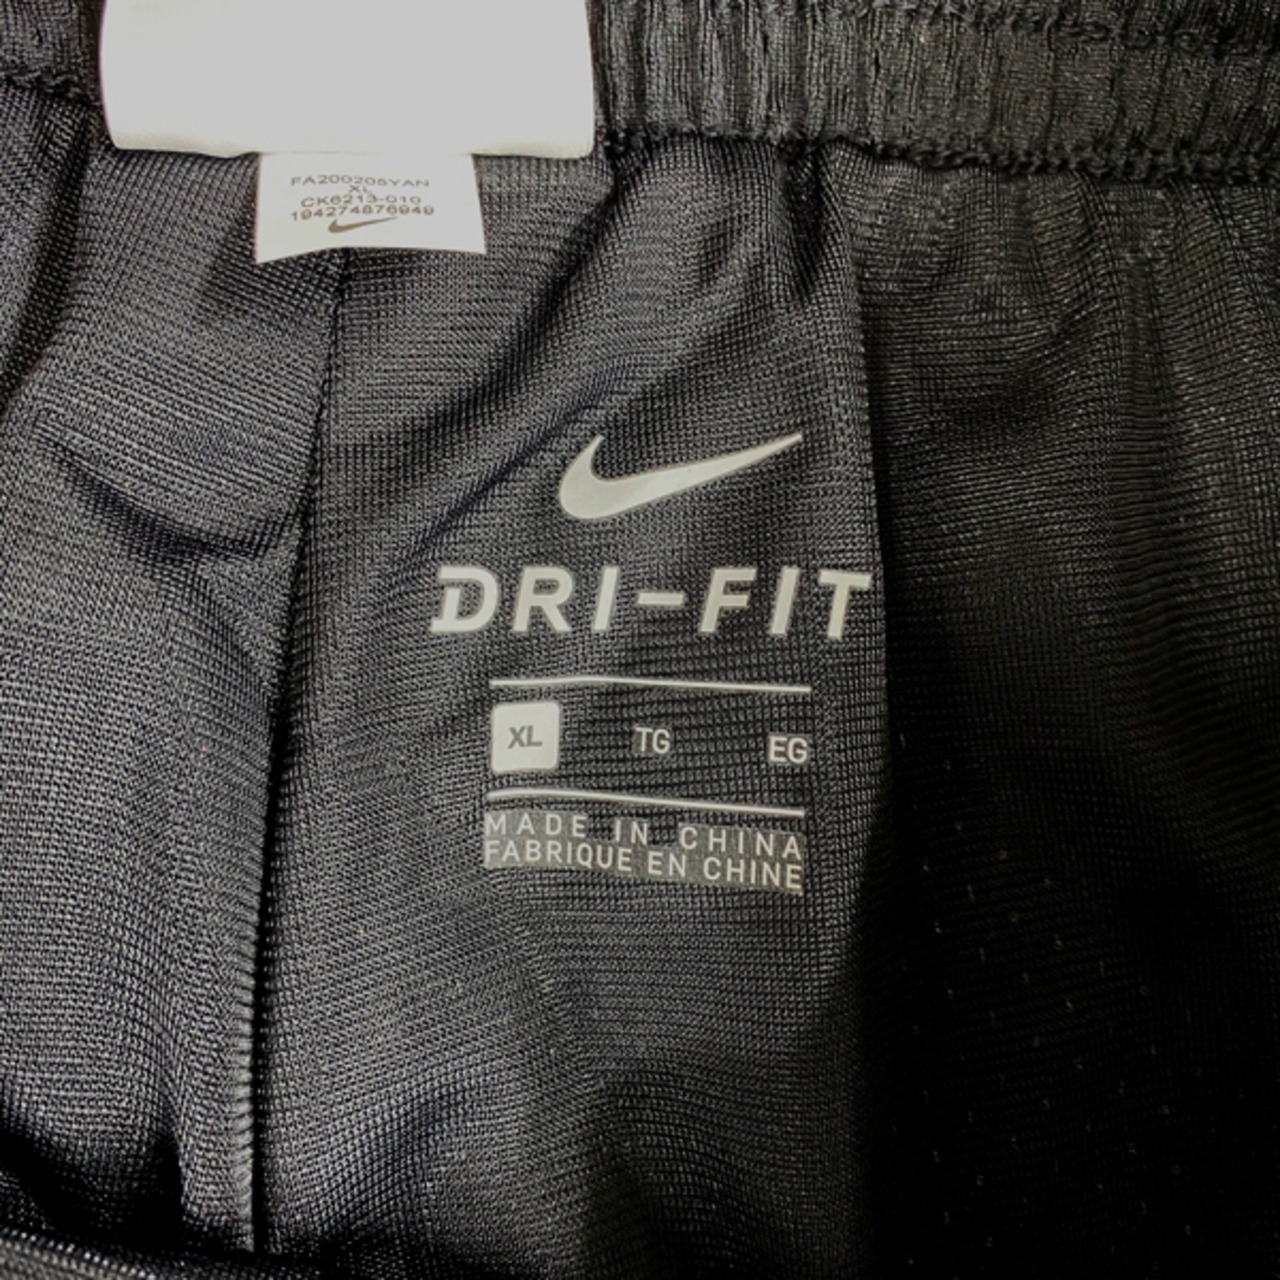 FA200205YAN
XL
CK6213-010
194274876949
DRI-FIT
XL TG EG
MADE IN CHINA
FABRIQUE EN CHINE